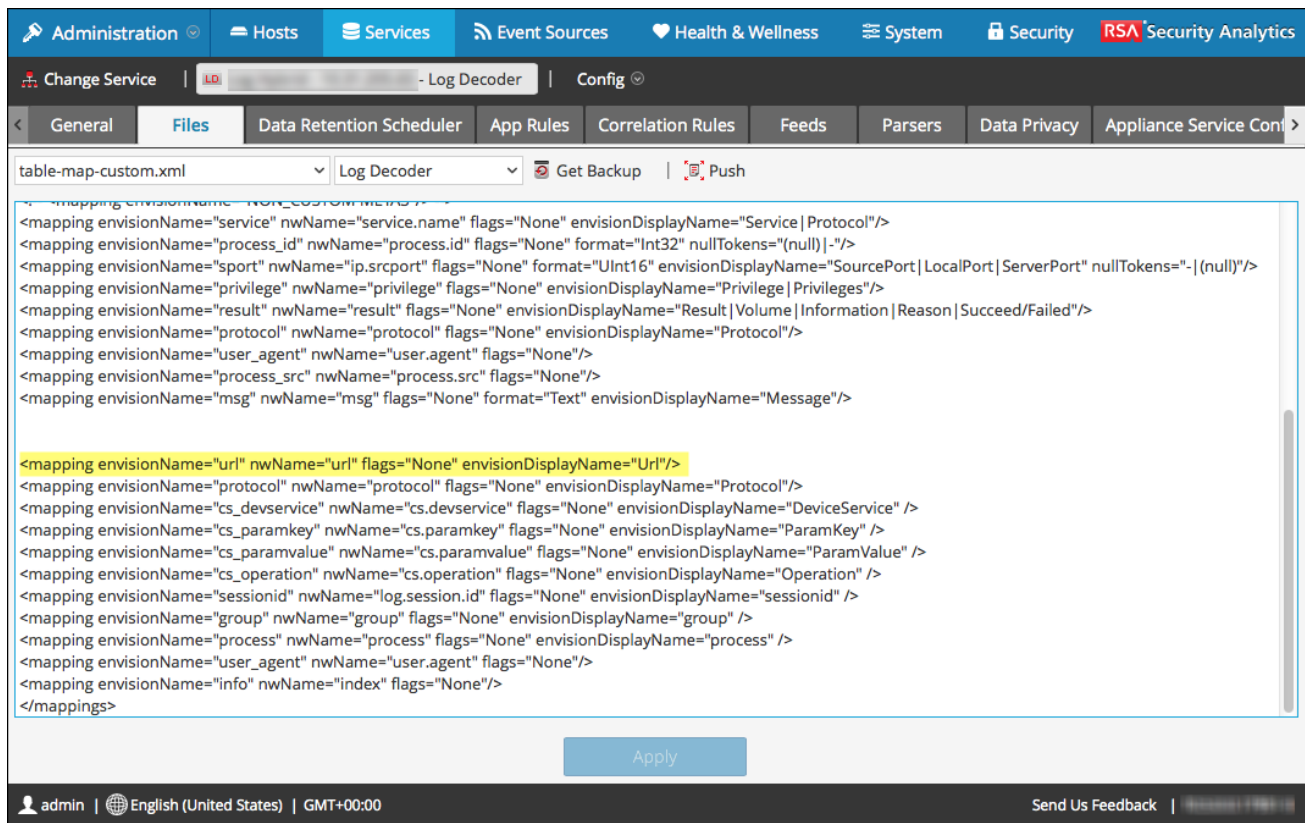 Administration Hosts Services Event Sources Health & Wellness System Security RSA Security Analytics
Change Service | LD - Log Decoder | Config
General Files Data Retention Scheduler App Rules Correlation Rules Feeds Parsers Data Privacy Appliance Service Conf
table-map-custom.xml Log Decoder Get Backup | Push
<mapping envisionName="service" nwName="service.name" flags="None" envisionDisplayName="Service|Protocol"/>
<mapping envisionName="process_id" nwName="process.id" flags="None" format="Int32" nullTokens="(null)|-"/>
<mapping envisionName="sport" nwName="ip.srcport" flags="None" format="UInt16" envisionDisplayName="SourcePort|LocalPort|ServerPort" nullTokens="-|(null)"/>
<mapping envisionName="privilege" nwName="privilege" flags="None" envisionDisplayName="Privilege|Privileges"/>
<mapping envisionName="result" nwName="result" flags="None" envisionDisplayName="Result|Volume|Information|Reason|Succeed/Failed"/>
<mapping envisionName="protocol" nwName="protocol" flags="None" envisionDisplayName="Protocol"/>
<mapping envisionName="user_agent" nwName="user.agent" flags="None"/>
<mapping envisionName="process_src" nwName="process.src" flags="None"/>
<mapping envisionName="msg" nwName="msg" flags="None" format="Text" envisionDisplayName="Message"/>
<mapping envisionName="url" nwName="url" flags="None" envisionDisplayName="Url"/>
<mapping envisionName="protocol" nwName="protocol" flags="None" envisionDisplayName="Protocol"/>
<mapping envisionName="cs_devservice" nwName="cs.devservice" flags="None" envisionDisplayName="DeviceService" />
<mapping envisionName="cs_paramkey" nwName="cs.paramkey" flags="None" envisionDisplayName="ParamKey" />
<mapping envisionName="cs_paramvalue" nwName="cs.paramvalue" flags="None" envisionDisplayName="ParamValue" />
<mapping envisionName="cs_operation" nwName="cs.operation" flags="None" envisionDisplayName="Operation" />
<mapping envisionName="sessionid" nwName="log.session.id" flags="None" envisionDisplayName="sessionid" />
<mapping envisionName="group" nwName="group" flags="None" envisionDisplayName="group" />
<mapping envisionName="process" nwName="process" flags="None" envisionDisplayName="process" />
<mapping envisionName="user_agent" nwName="user.agent" flags="None"/>
<mapping envisionName="info" nwName="index" flags="None"/>
</mappings>
Apply
admin | English (United States) | GMT+00:00 Send Us Feedback |